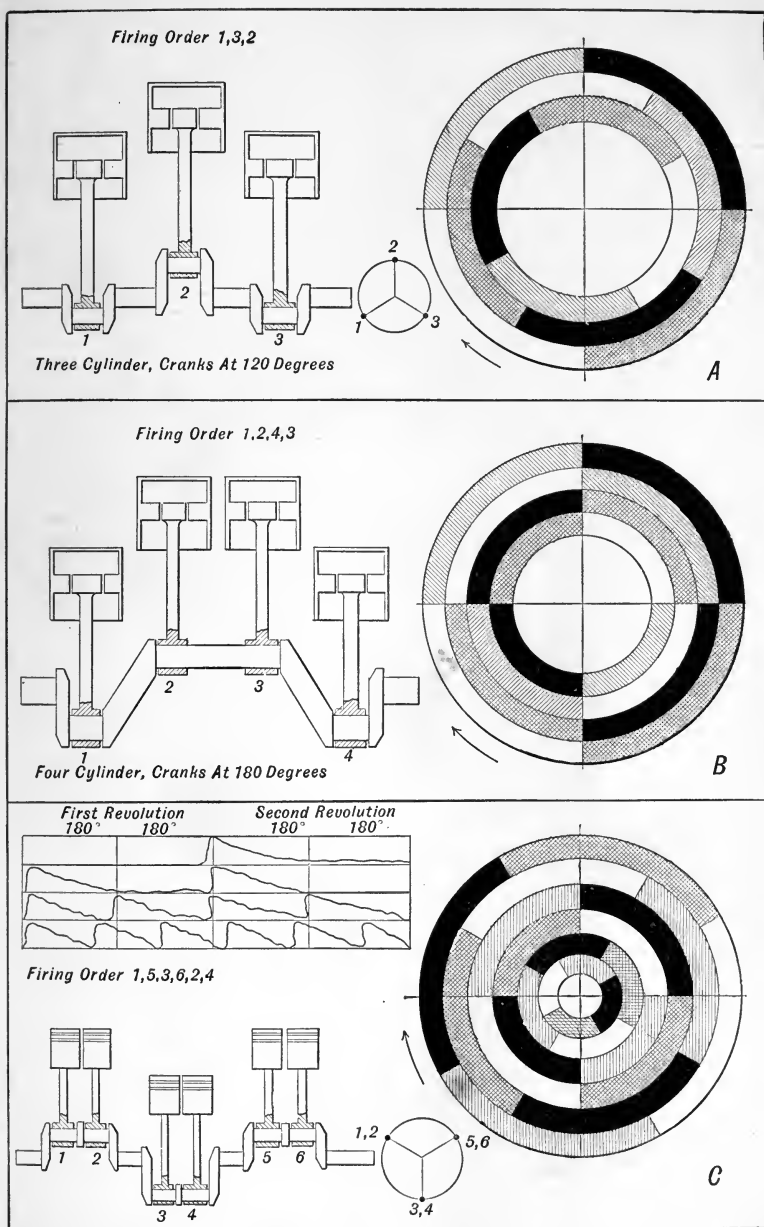 Firing Order 1,3,2
2
1
3
2
1
3
Three Cylinder, Cranks At 120 Degrees
A
Firing Order 1,2,4,3
2
3
1
4
Four Cylinder, Cranks At 180 Degrees
B
First Revolution Second Revolution
180° 180° 180° 180°
Firing Order 1,5,3,6,2,4
1
2
5
6
3
4
1,2
5,6
3,4
C